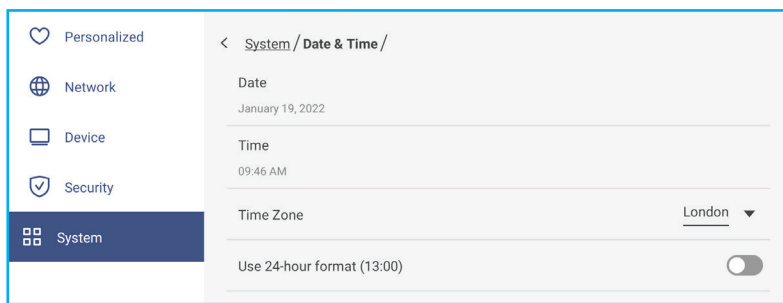 Personalized
Network
Device
Security
System
System / Date & Time /
Date
January 19, 2022
Time
09:46 AM
Time Zone London
Use 24-hour format (13:00)